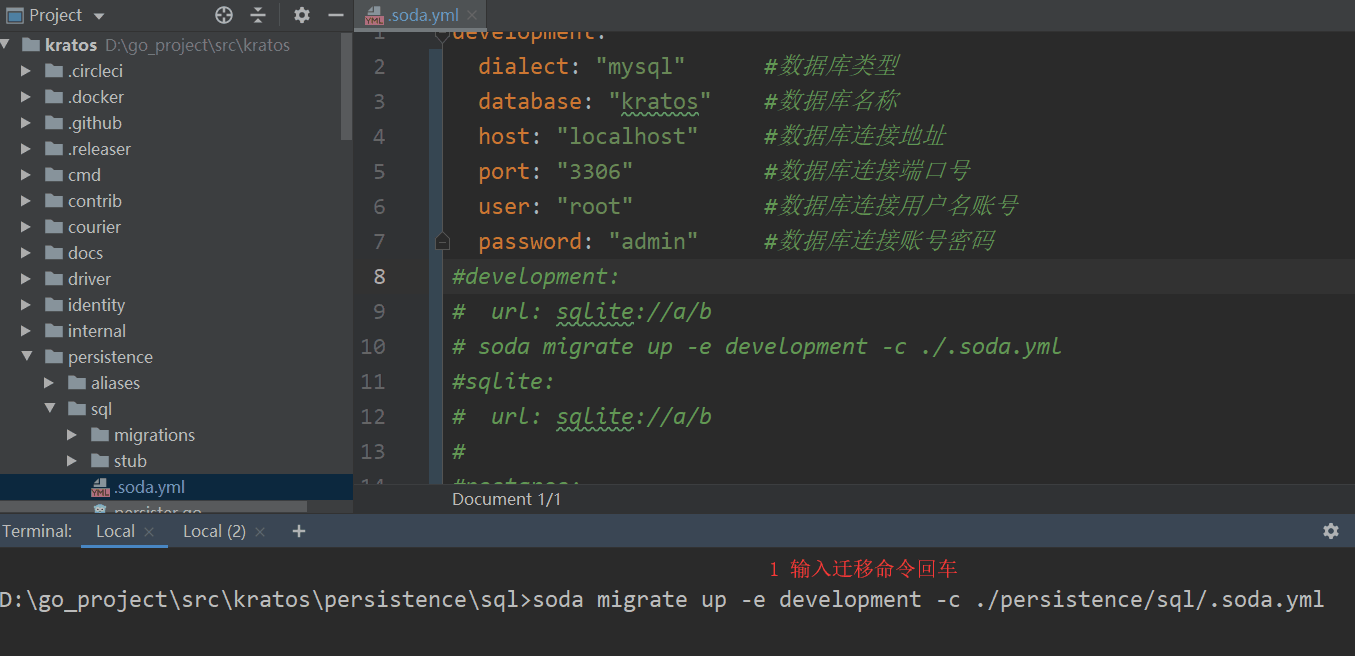 Project
.soda.yml
kratos D:\go_project\src\kratos
.circleci
.docker
.github
.releaser
cmd
contrib
courier
docs
driver
identity
internal
persistence
aliases
sql
migrations
stub
.soda.yml
persister.go
1 development:
2 dialect: "mysql" #数据库类型
3 database: "kratos" #数据库名称
4 host: "localhost" #数据库连接地址
5 port: "3306" #数据库连接端口号
6 user: "root" #数据库连接用户名账号
7 password: "admin" #数据库连接账号密码
8 #development:
9 # url: sqlite://a/b
10 # soda migrate up -e development -c ./.soda.yml
11 #sqlite:
12 # url: sqlite://a/b
13 #
14 #postgres:
Document 1/1
Terminal: Local Local (2)
1 输入迁移命令回车
D:\go_project\src\kratos\persistence\sql>soda migrate up -e development -c ./persistence/sql/.soda.yml